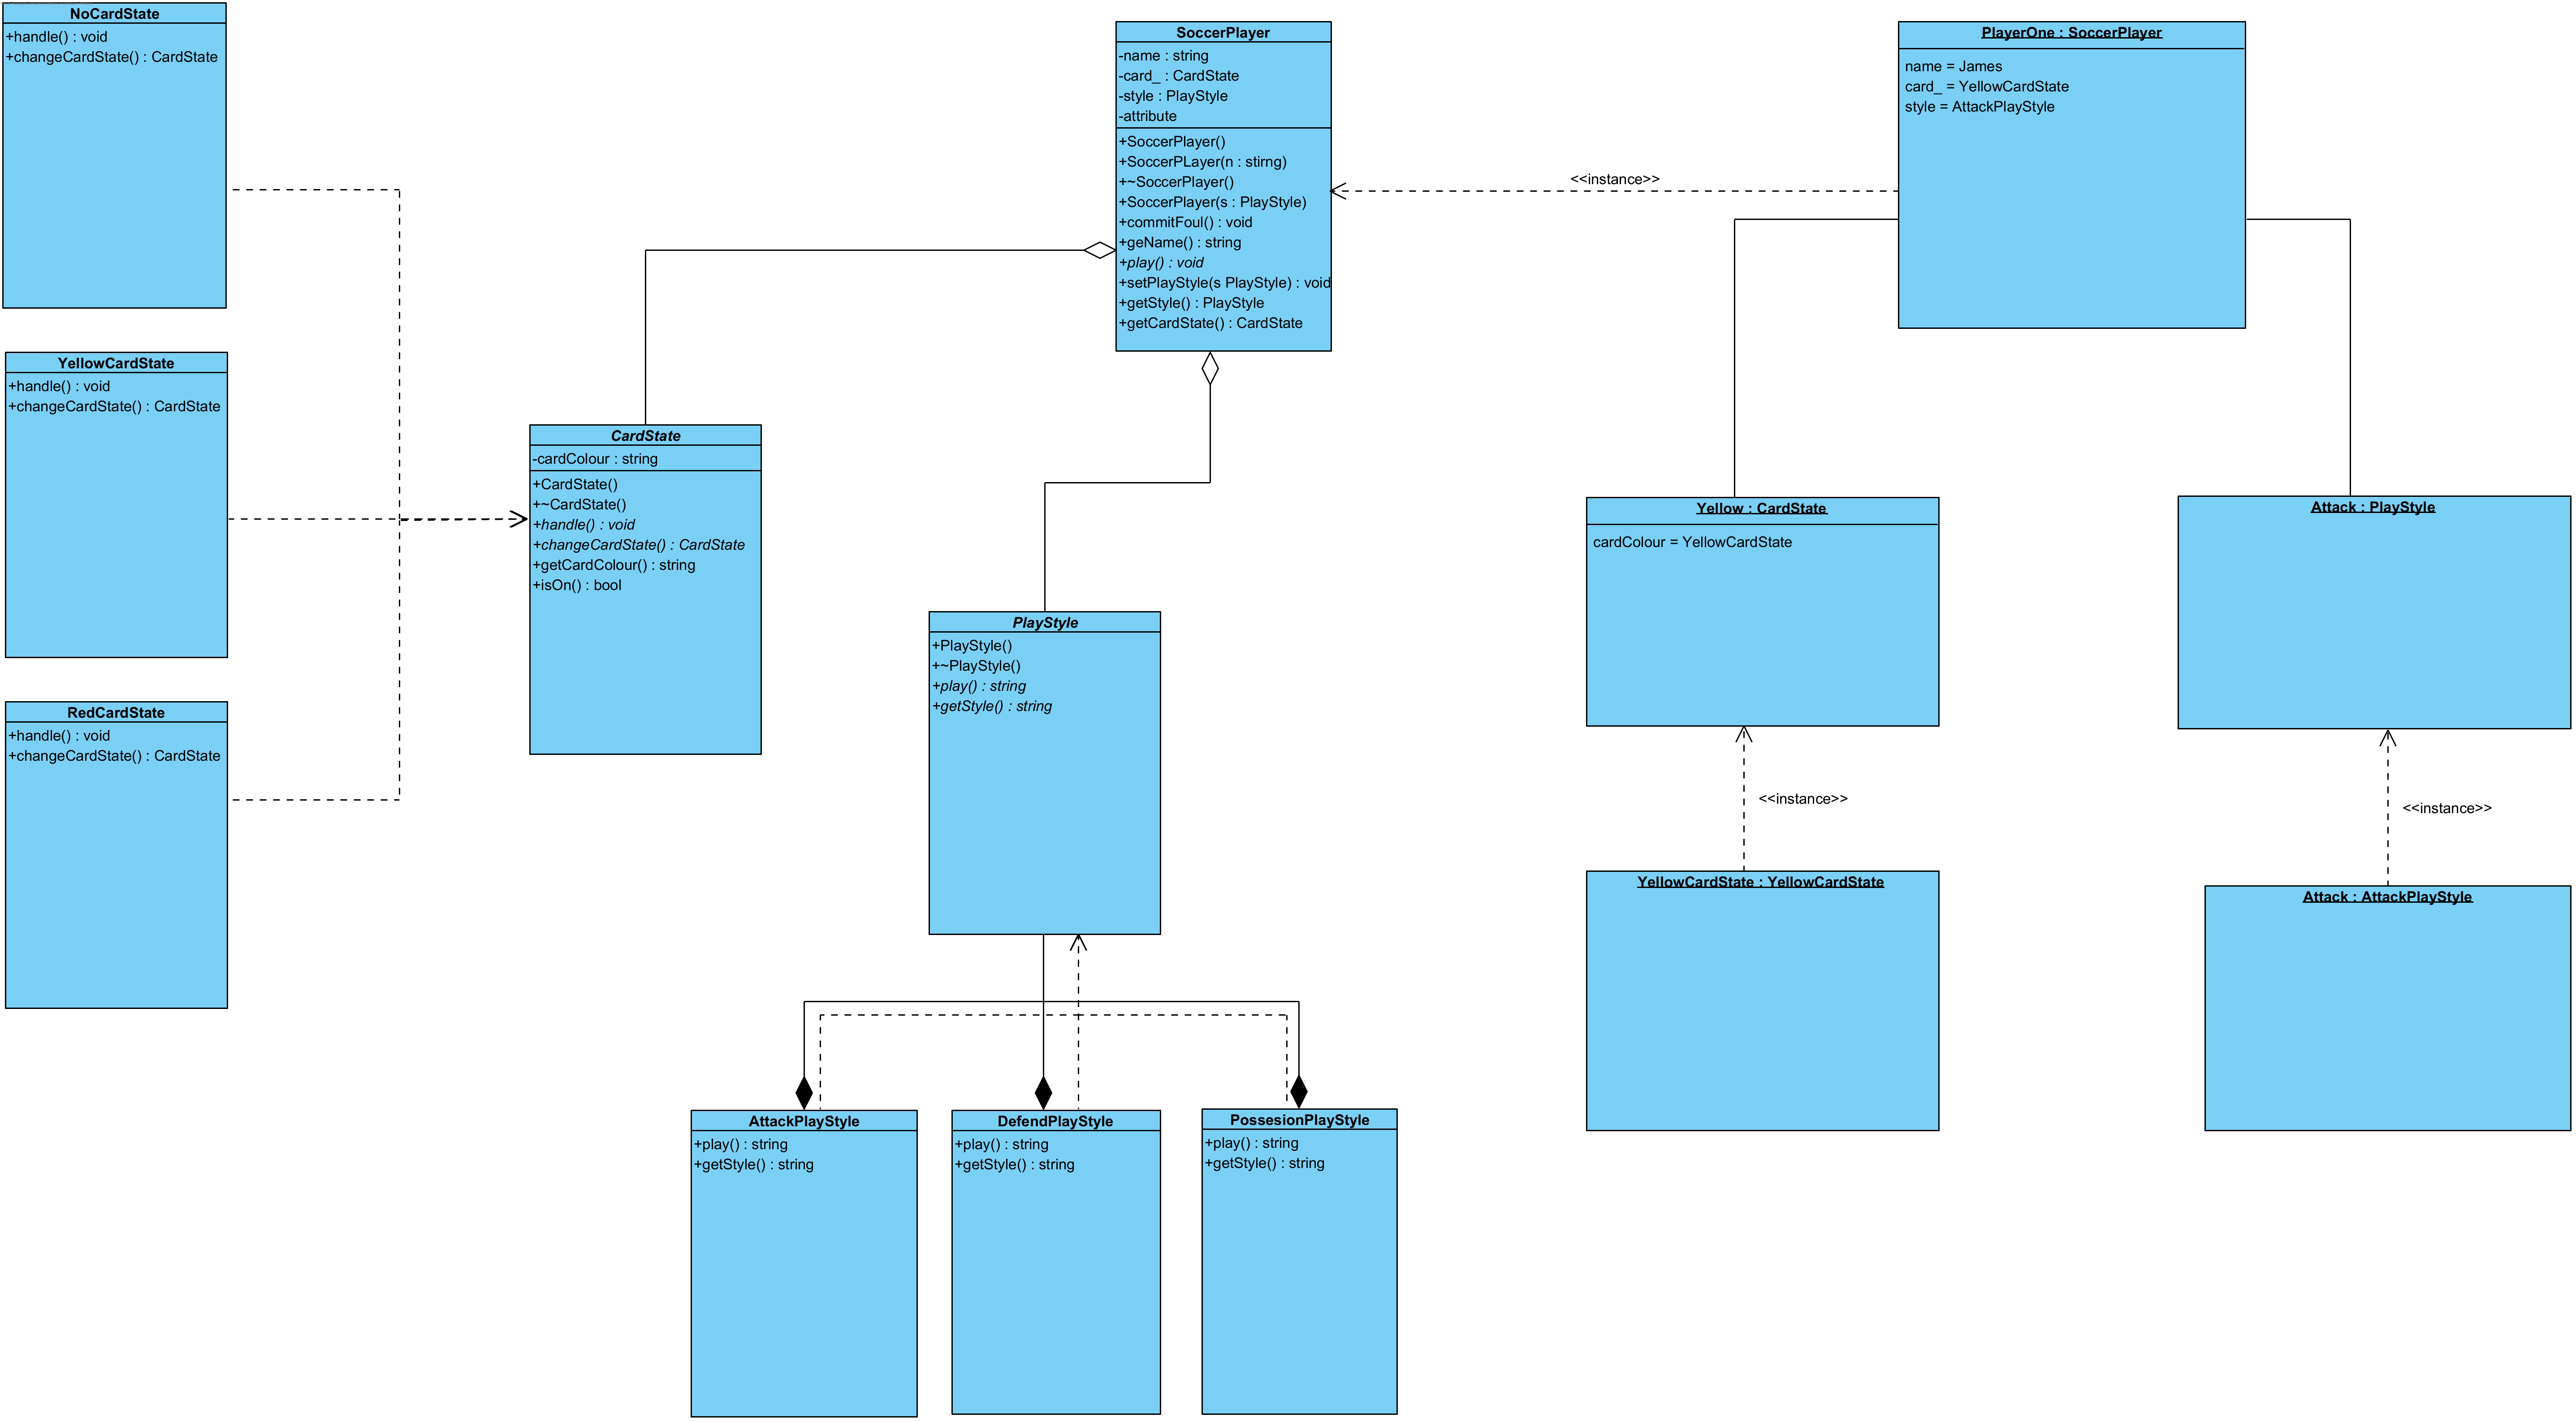 NoCardState
+handle() : void
+changeCardState() : CardState
YellowCardState
+handle() : void
+changeCardState() : CardState
RedCardState
+handle() : void
+changeCardState() : CardState
CardState
-cardColour : string
+CardState()
+~CardState()
+handle() : void
+changeCardState() : CardState
+getCardColour() : string
+isOn() : bool
SoccerPlayer
-name : string
-card_ : CardState
-style : PlayStyle
-attribute
+SoccerPlayer()
+SoccerPLayer(n : stirng)
+~SoccerPlayer()
+SoccerPlayer(s : PlayStyle)
+commitFoul() : void
+geName() : string
+play() : void
+setPlayStyle(s PlayStyle) : void
+getStyle() : PlayStyle
+getCardState() : CardState
PlayStyle
+PlayStyle()
+~PlayStyle()
+play() : string
+getStyle() : string
AttackPlayStyle
+play() : string
+getStyle() : string
DefendPlayStyle
+play() : string
+getStyle() : string
PossesionPlayStyle
+play() : string
+getStyle() : string
<<instance>>
PlayerOne : SoccerPlayer
name = James
card_ = YellowCardState
style = AttackPlayStyle
Yellow : CardState
cardColour = YellowCardState
<<instance>>
YellowCardState : YellowCardState
Attack : PlayStyle
<<instance>>
Attack : AttackPlayStyle